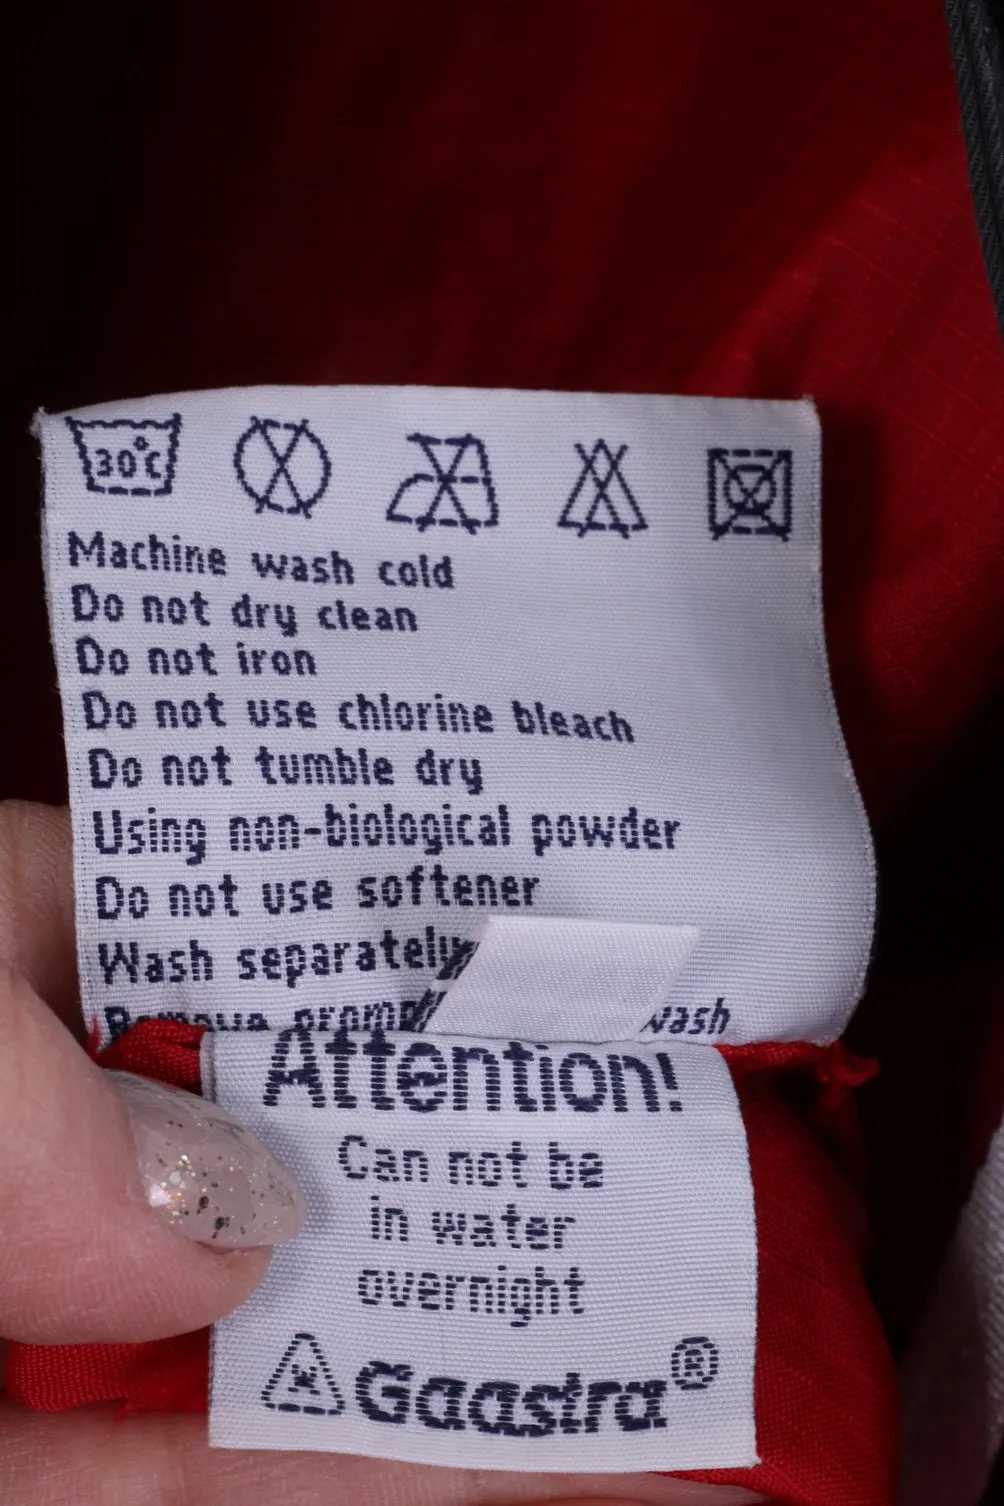 30°C
Machine wash cold
Do not dry clean
Do not iron
Do not use chlorine bleach
Do not tumble dry
Using non-biological powder
Do not use softener
Wash separately
Remove wash
Attention!
Can not be
in water
overnight
Gaastra®